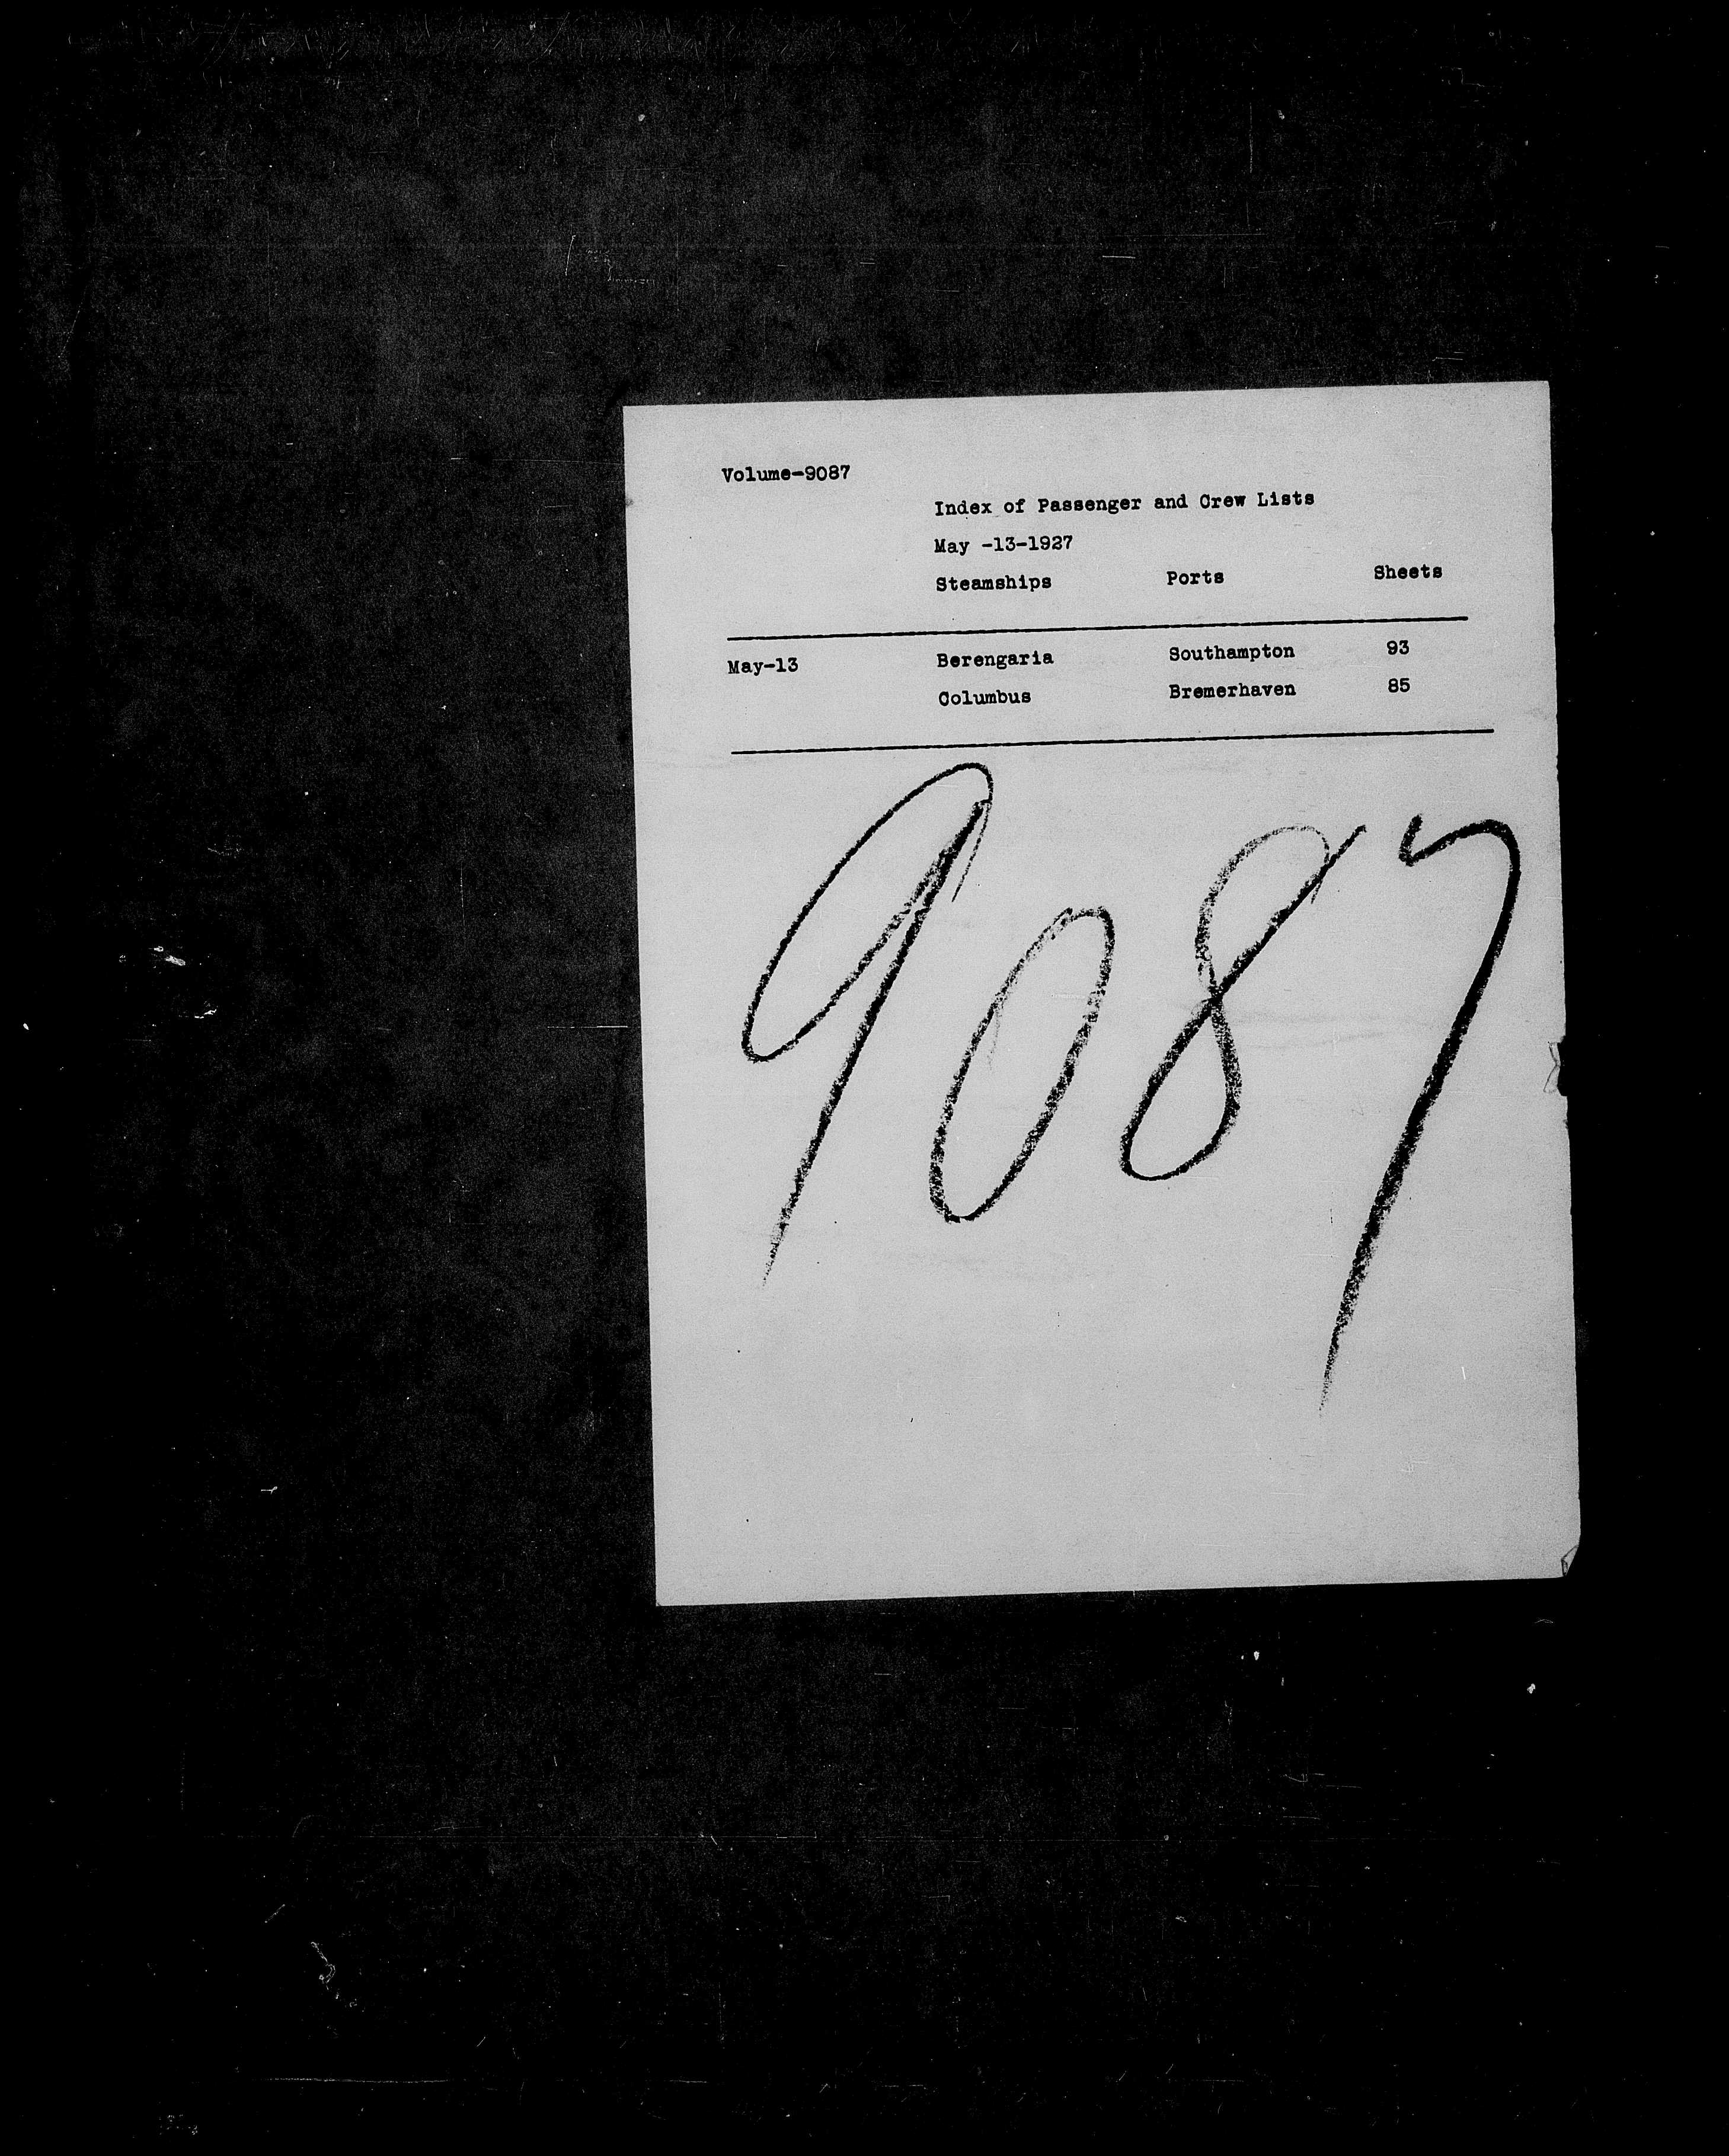 Volume-9087
Index of Passenger and Crew Lists
May -13-1927
Steamships Ports Sheets
May-13 Berengaria Southampton 93
Columbus Bremerhaven 85
9087